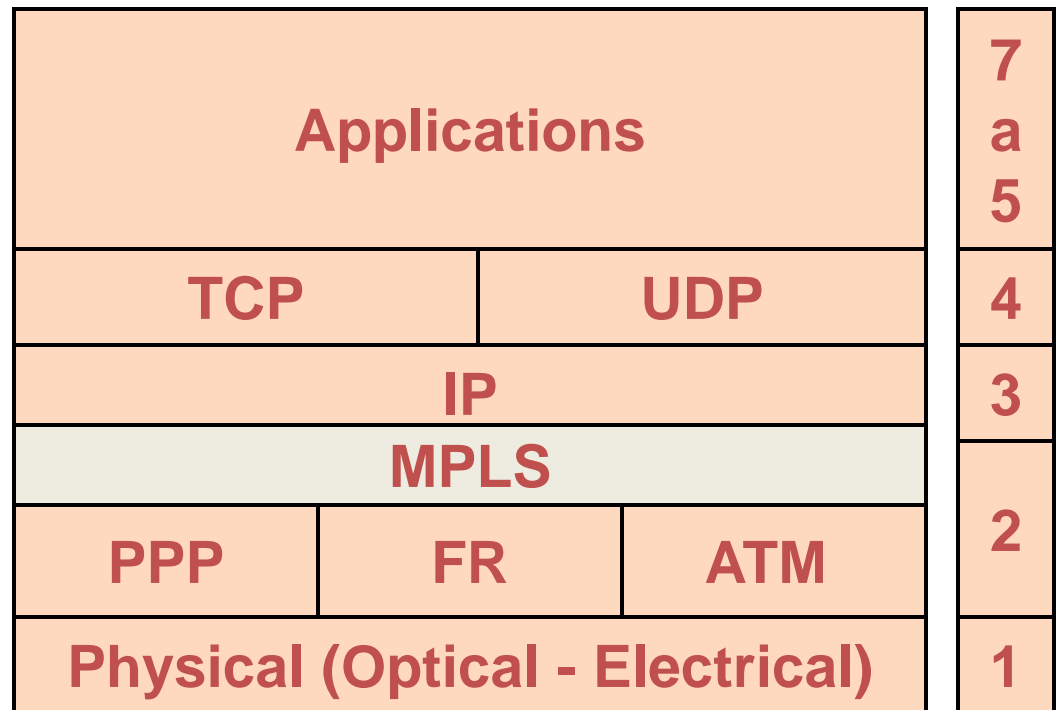 Applications
7
a
5
TCP UDP 4
IP 3
MPLS
PPP FR ATM 2
Physical (Optical - Electrical) 1